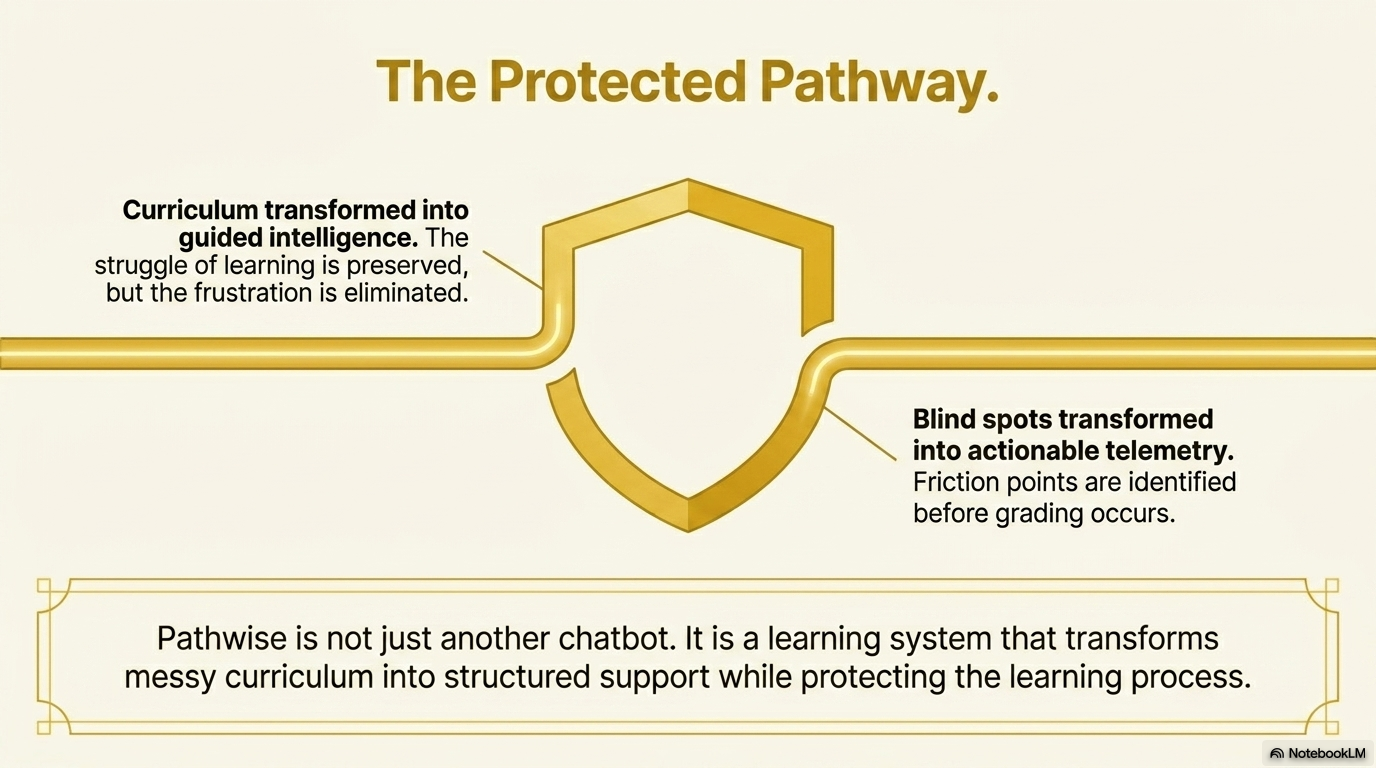 The Protected Pathway.
Curriculum transformed into
guided intelligence. The
struggle of learning is preserved,
but the frustration is eliminated.
Blind spots transformed
into actionable telemetry.
Friction points are identified
before grading occurs.
Pathwise is not just another chatbot. It is a learning system that transforms
messy curriculum into structured support while protecting the learning process.
NotebookLM